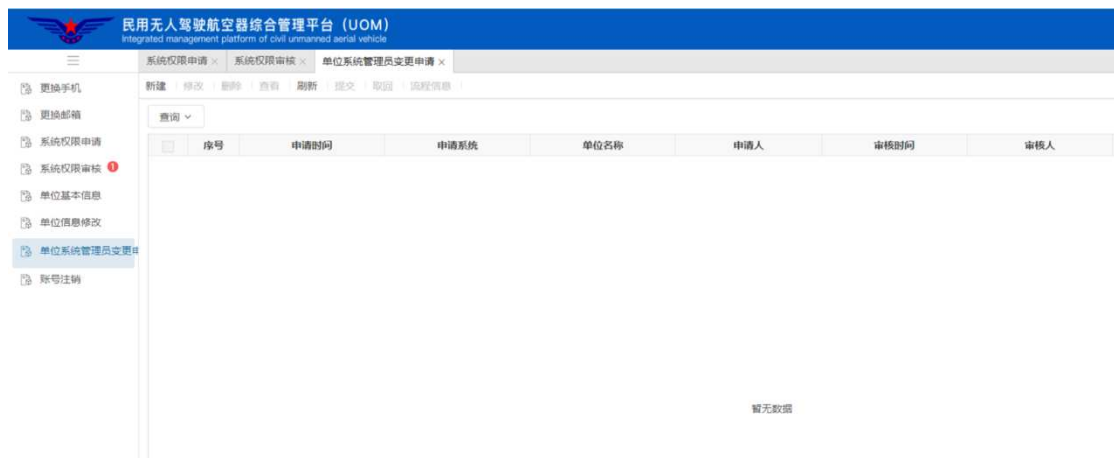 民用无人驾驶航空器综合管理平台（UOM）
Integrated management platform of civil unmanned aerial vehicle
系统权限申请 × 系统权限审核 × 单位系统管理员变更申请 ×
新建 修改 删除 查看 刷新 提交 取回 流程信息
查询
序号 申请时间 申请系统 单位名称 申请人 审核时间 审核人
更换手机
更换邮箱
系统权限申请
系统权限审核 1
单位基本信息
单位信息修改
单位系统管理员变更申
账号注销
暂无数据